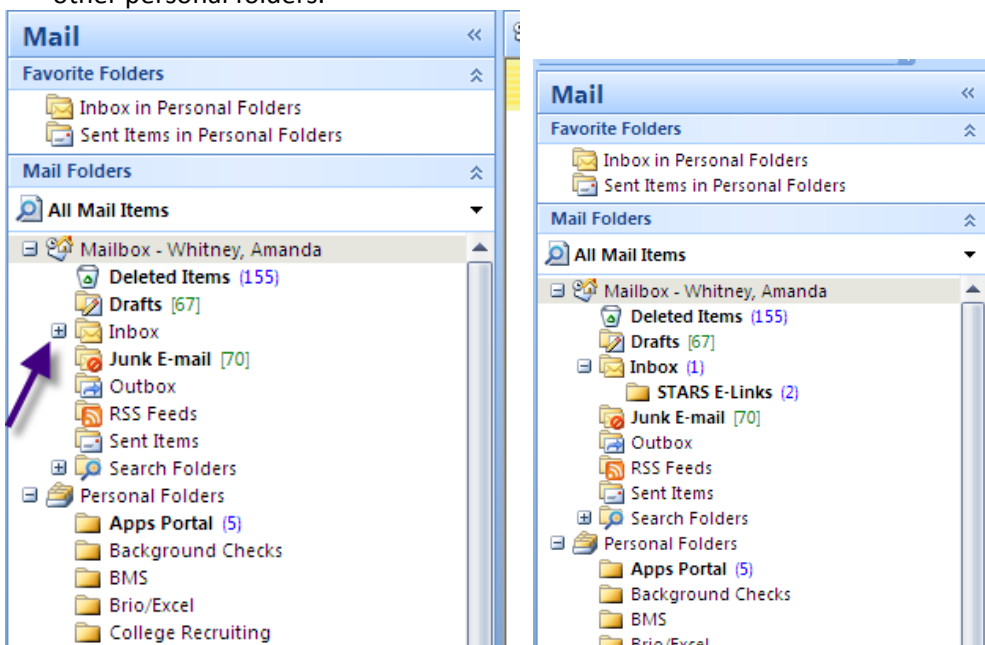 other personal folders.
Mail
Favorite Folders
Inbox in Personal Folders
Sent Items in Personal Folders
Mail Folders
All Mail Items
Mailbox - Whitney, Amanda
Deleted Items (155)
Drafts [67]
Inbox
Junk E-mail [70]
Outbox
RSS Feeds
Sent Items
Search Folders
Personal Folders
Apps Portal (5)
Background Checks
BMS
Brio/Excel
College Recruiting
Mail
Favorite Folders
Inbox in Personal Folders
Sent Items in Personal Folders
Mail Folders
All Mail Items
Mailbox - Whitney, Amanda
Deleted Items (155)
Drafts [67]
Inbox (1)
STARS E-Links (2)
Junk E-mail [70]
Outbox
RSS Feeds
Sent Items
Search Folders
Personal Folders
Apps Portal (5)
Background Checks
BMS
Brio/Excel